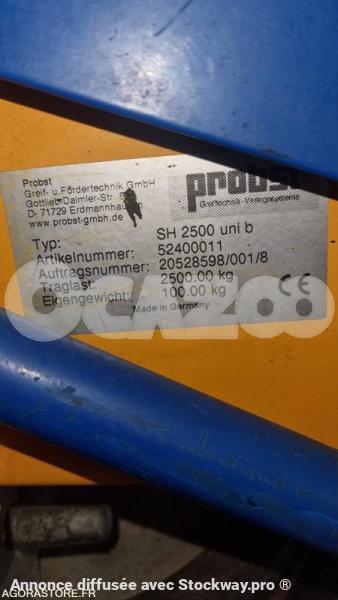 Probst
Greif- u. Fördertechnik GmbH
Gottlieb-Daimler-Str
D- 71729 Erdmannhausen
www.probst-gmbh.de
probst
Greiftechnik · Verlegesysteme
Typ: SH 2500 uni b
Artikelnummer: 52400011
Auftragsnummer: 20528598/001/8
Traglast: 2500.00 kg
Eigengewicht: 100.00 kg
Made in Germany
CE
OCAZOO
Annonce diffusée avec Stockway.pro ®
AGORASTORE.FR